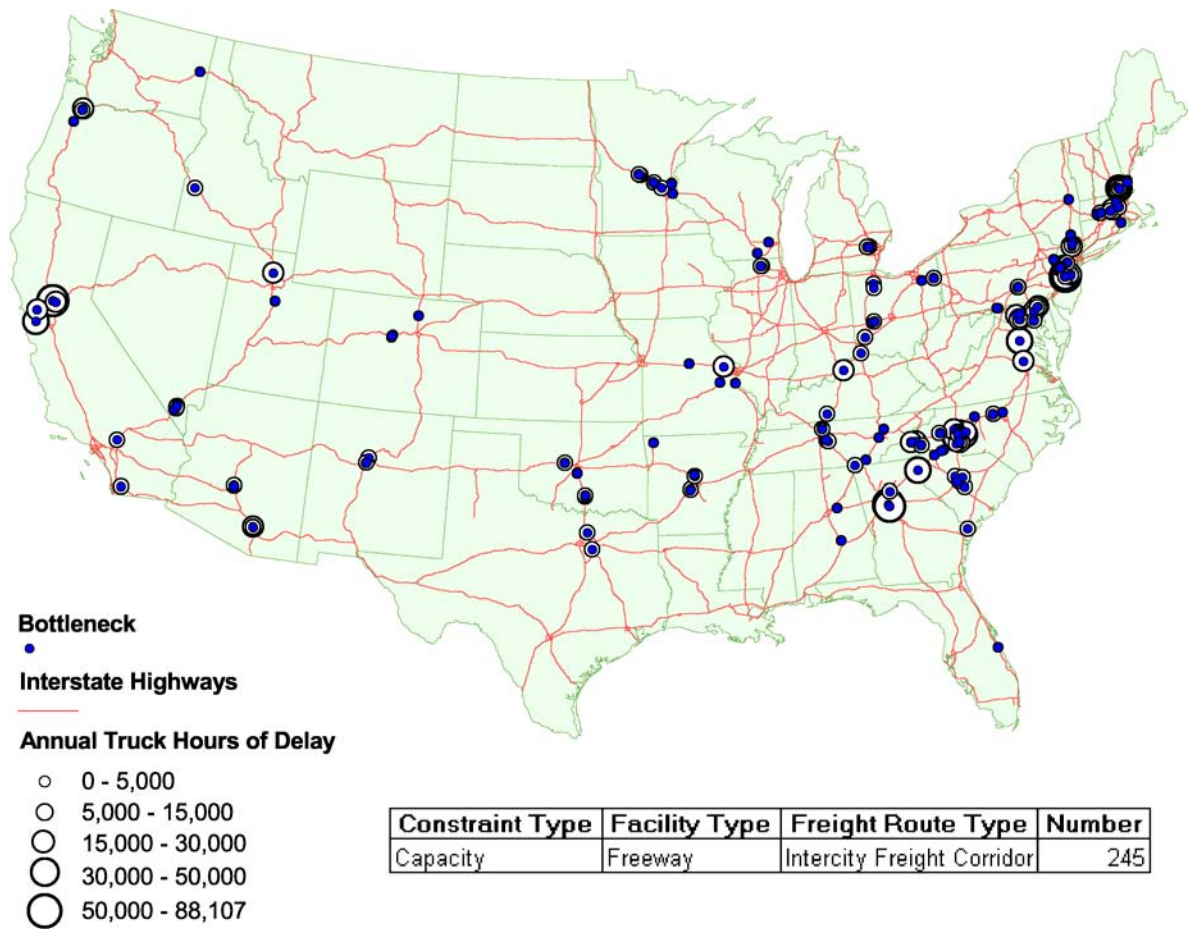 Bottleneck
Interstate Highways
Annual Truck Hours of Delay
0 - 5,000
5,000 - 15,000
15,000 - 30,000
30,000 - 50,000
50,000 - 88,107
Constraint Type Facility Type Freight Route Type Number
Capacity Freeway Intercity Freight Corridor 245